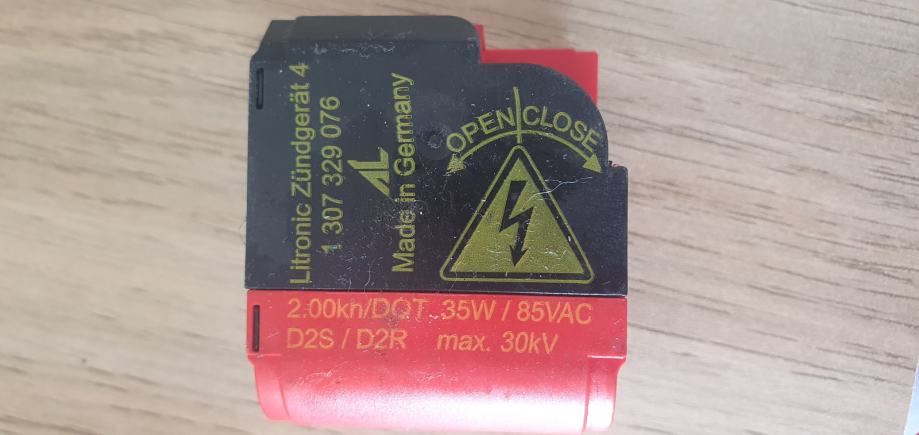 Litronic Zündgerät 4
1 307 329 076
AL
Made in Germany
OPEN CLOSE
2.00kh/DOT 35W / 85VAC
D2S / D2R max. 30kV